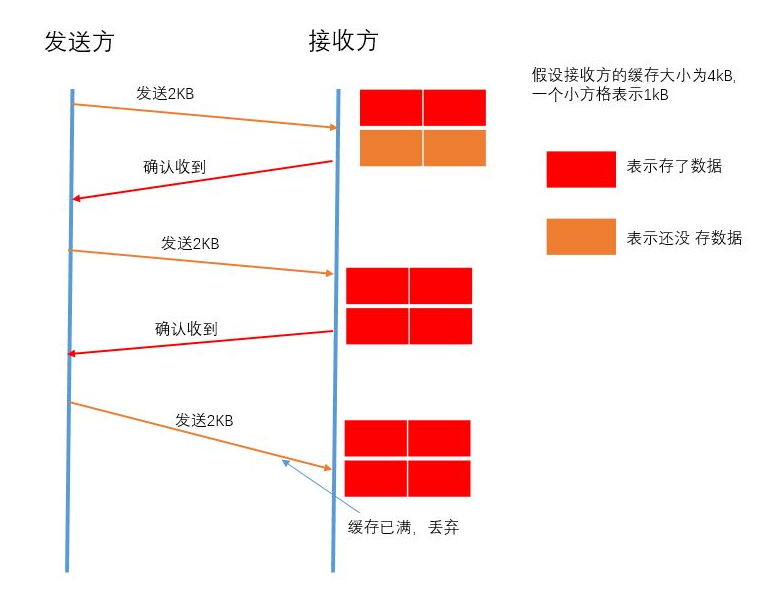 发送方
接收方
假设接收方的缓存大小为4kB,
一个小方格表示1kB
发送2KB
确认收到
表示存了数据
表示还没 存数据
发送2KB
确认收到
发送2KB
缓存已满，丢弃